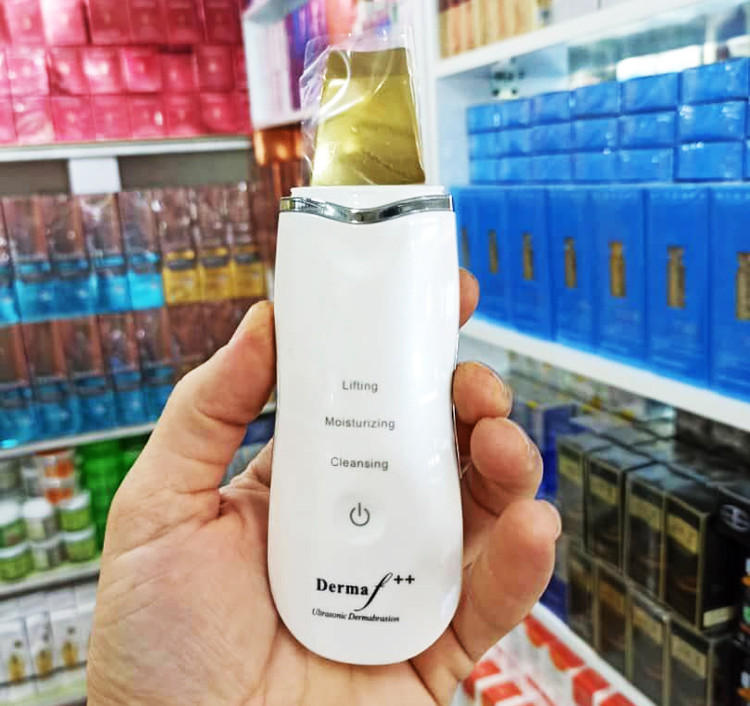 Lifting
Moisturizing
Cleansing
Derma f++
Ultrasonic Dermabrasion